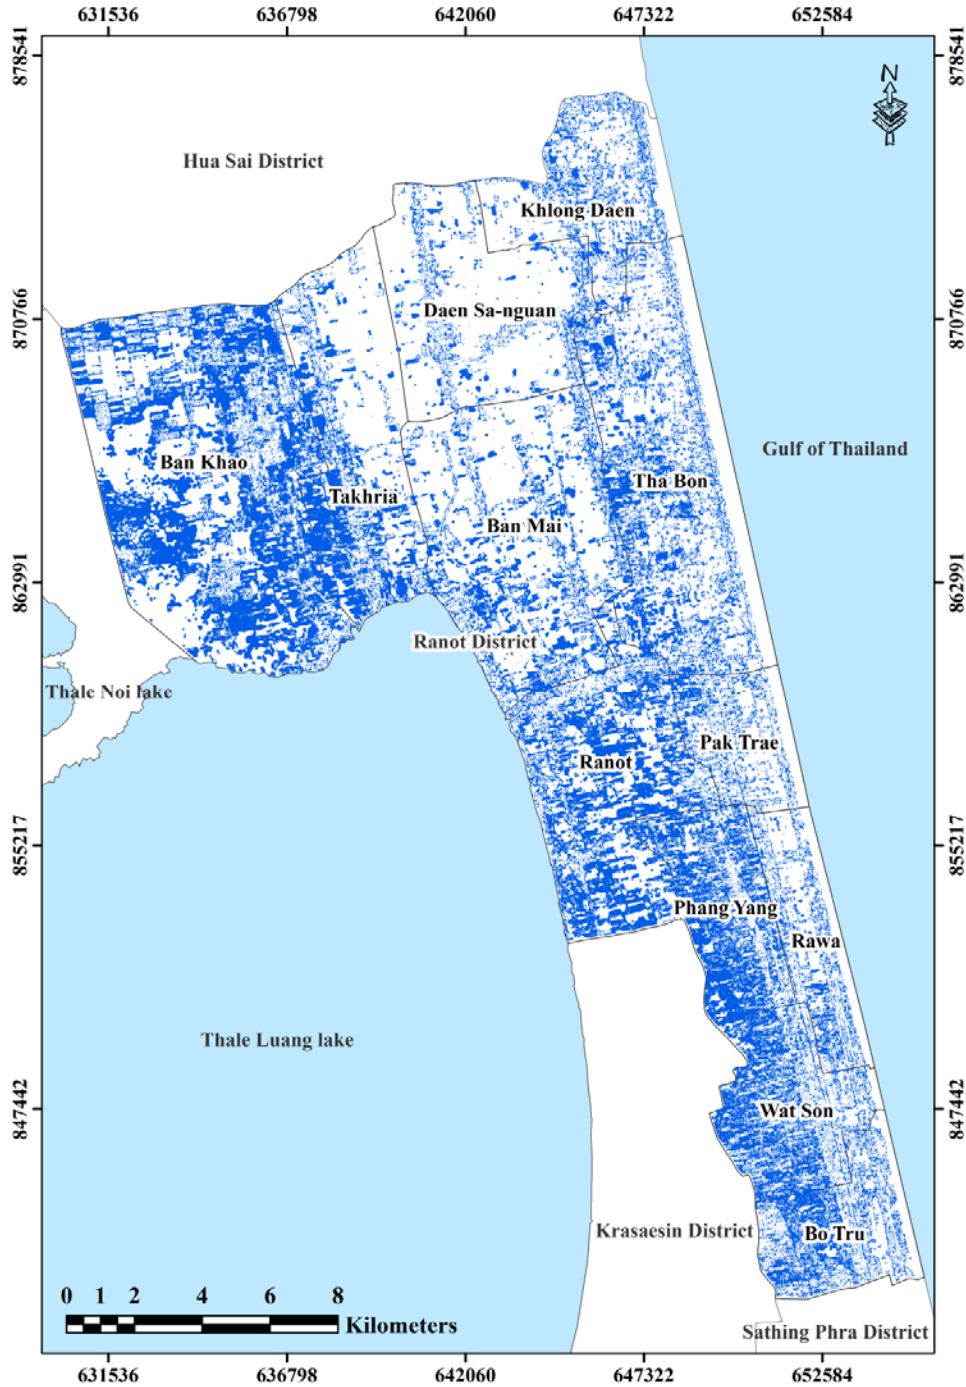 631536 636798 642060 647322 652584
878541 878541
N
Hua Sai District
Khlong Daen
Daen Sa-nguan
870766 870766
Gulf of Thailand
Ban Khao
Tha Bon
Takhria
Ban Mai
862991 862991
Ranot District
Thale Noi lake
Pak Trae
Ranot
855217 855217
Phang Yang
Rawa
Thale Luang lake
Wat Son
847442 847442
Krasaesin District
Bo Tru
0 1 2 4 6 8
Kilometers
Sathing Phra District
631536 636798 642060 647322 652584